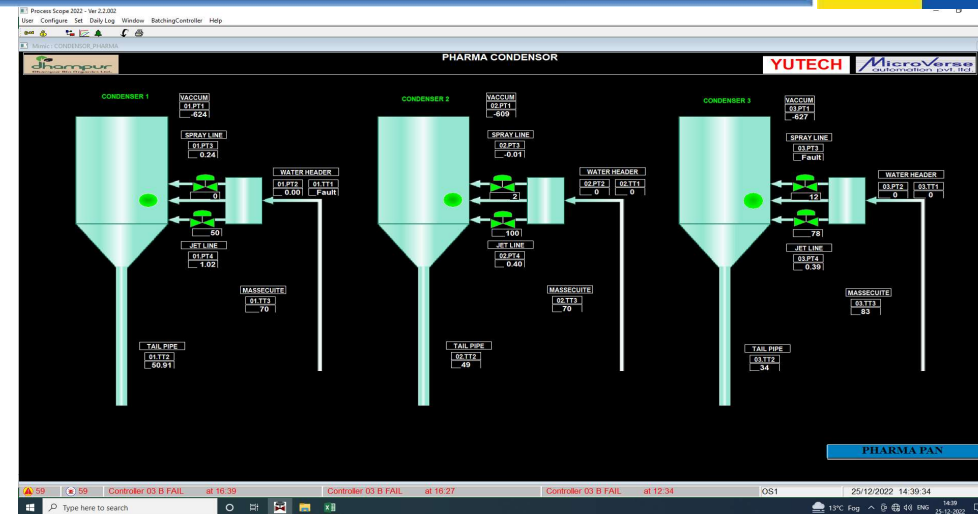 Process Scope 2022 - Ver 2.2.002
User Configure Set Daily Log Window BatchingController Help
Mimic : CONDENSOR_PHARMA
dhampur
PHARMA CONDENSOR
YUTECH
MicroVerse
automation pvt. ltd.
CONDENSER 1
VACCUM
01.PT1
-624
SPRAY LINE
01.PT3
0.24
WATER HEADER
01.PT2 01.TT1
0.00 Fault
0
50
JET LINE
01.PT4
1.02
MASSECUITE
01.TT3
70
TAIL PIPE
01.TT2
50.91
CONDENSER 2
VACCUM
02.PT1
-609
SPRAY LINE
02.PT3
-0.01
WATER HEADER
02.PT2 02.TT1
0 0
2
100
JET LINE
02.PT4
0.40
MASSECUITE
02.TT3
70
TAIL PIPE
02.TT2
49
CONDENSER 3
VACCUM
03.PT1
-627
SPRAY LINE
03.PT3
Fault
WATER HEADER
03.PT2 03.TT1
0 0
12
78
JET LINE
03.PT4
0.39
MASSECUITE
03.TT3
83
TAIL PIPE
03.TT2
34
PHARMA PAN
59 59 Controller 03 B FAIL at 16:39 Controller 03 B FAIL at 16:27 Controller 03 B FAIL at 12:34 OS1 25/12/2022 14:39:34
Type here to search 13°C Fog ENG 14:39
25-12-2022